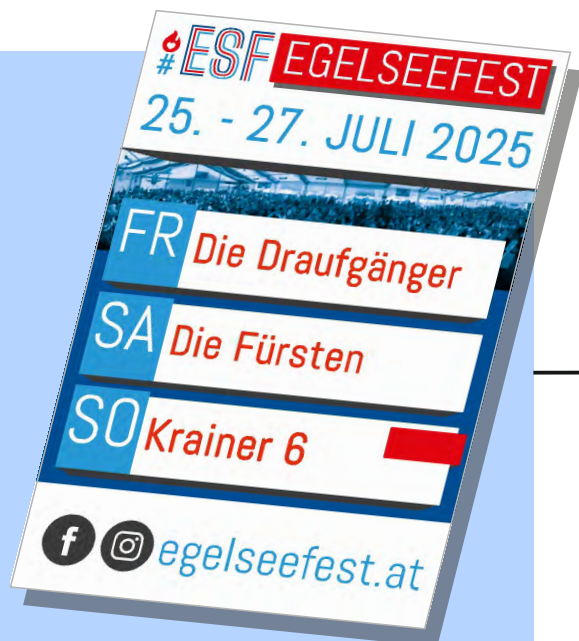 #ESF EGELSEEFEST
25. - 27. JULI 2025
FR Die Draufgänger
SA Die Fürsten
SO Krainer 6
egelseefest.at